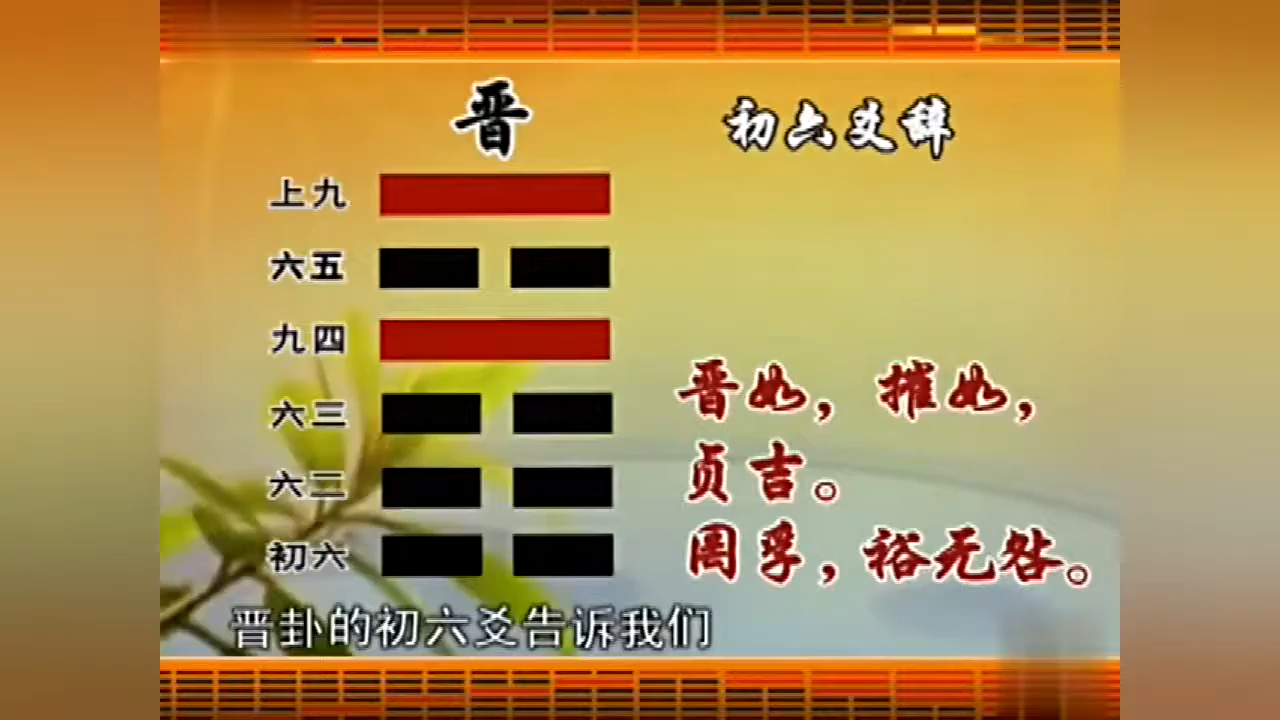 晋
初六爻辞
上九
六五
九四
六三
六二
初六
晋如，摧如，
贞吉。
罔孚，裕无咎。
晋卦的初六爻告诉我们